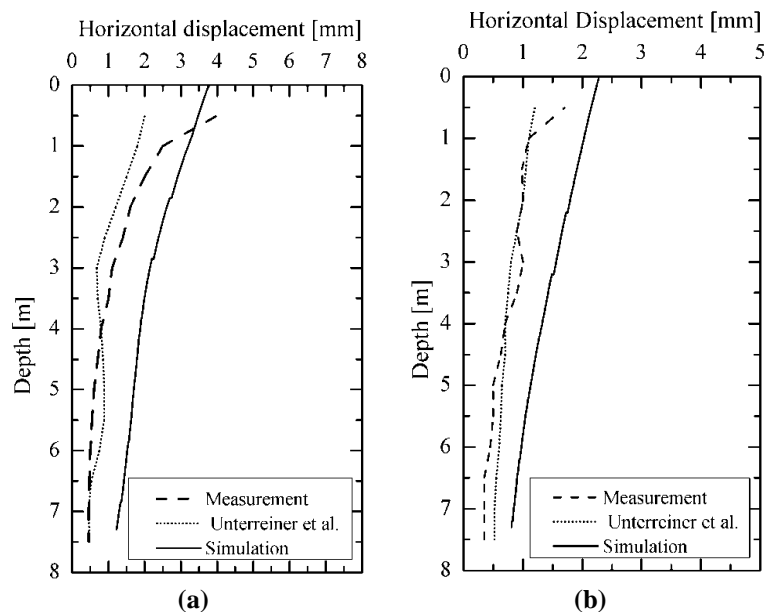 Horizontal displacement [mm]
0 1 2 3 4 5 6 7 8
0
1
2
3
4
5
6
7
8
Depth [m]
Measurement
Unterreiner et al.
Simulation
(a)
Horizontal Displacement [mm]
0 1 2 3 4 5
0
1
2
3
4
5
6
7
8
Depth [m]
Measurement
Unterreiner et al.
Simulation
(b)